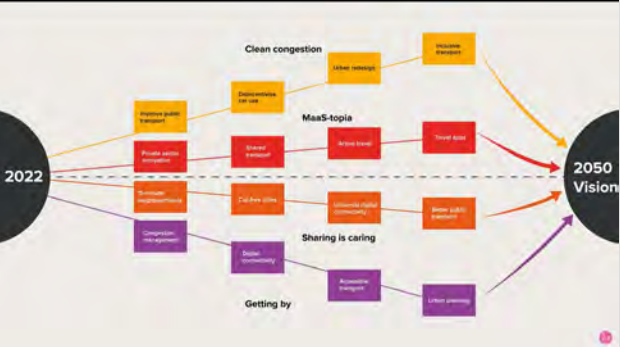 Clean congestion
Inclusive
transport
Urban redesign
Disincentivise
car use
Improve public
transport
MaaS-topia
Travel apps
Active travel
Shared
transport
Private sector
innovation
2022
2050
Vision
Car-free cities
Universal digital
connectivity
Better public
transport
Sharing is caring
Congestion
management
Digital
connectivity
Accessible
transport
Urban planning
Getting by